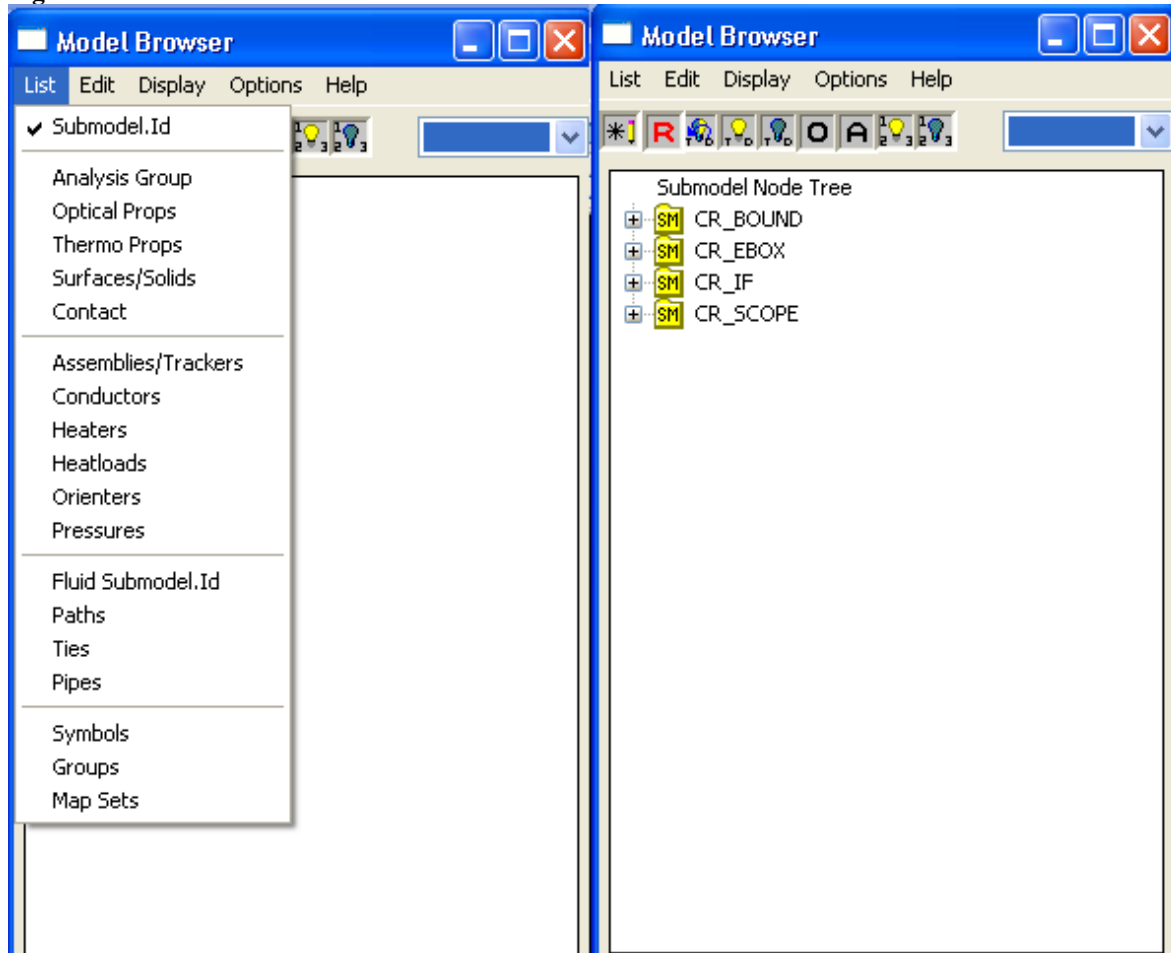 Model Browser
List Edit Display Options Help
Submodel.Id
Analysis Group
Optical Props
Thermo Props
Surfaces/Solids
Contact
Assemblies/Trackers
Conductors
Heaters
Heatloads
Orienters
Pressures
Fluid Submodel.Id
Paths
Ties
Pipes
Symbols
Groups
Map Sets
Model Browser
List Edit Display Options Help
R O A
Submodel Node Tree
SM CR_BOUND
SM CR_EBOX
SM CR_IF
SM CR_SCOPE